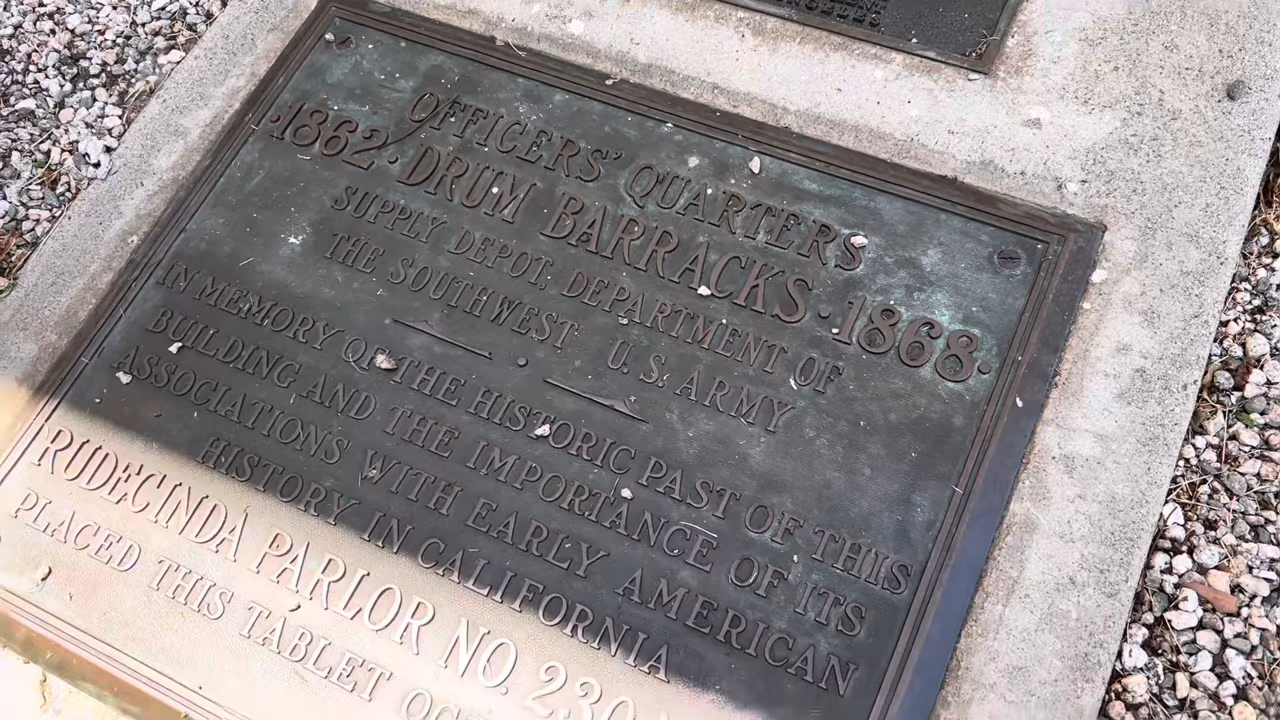 OFFICERS' QUARTERS
·1862· DRUM BARRACKS ·1868·
SUPPLY DEPOT, DEPARTMENT OF
THE SOUTHWEST U.S. ARMY
IN MEMORY OF THE HISTORIC PAST OF THIS
BUILDING AND THE IMPORTANCE OF ITS
ASSOCIATIONS WITH EARLY AMERICAN
HISTORY IN CALIFORNIA
RUDECINDA PARLOR NO. 230
PLACED THIS TABLET